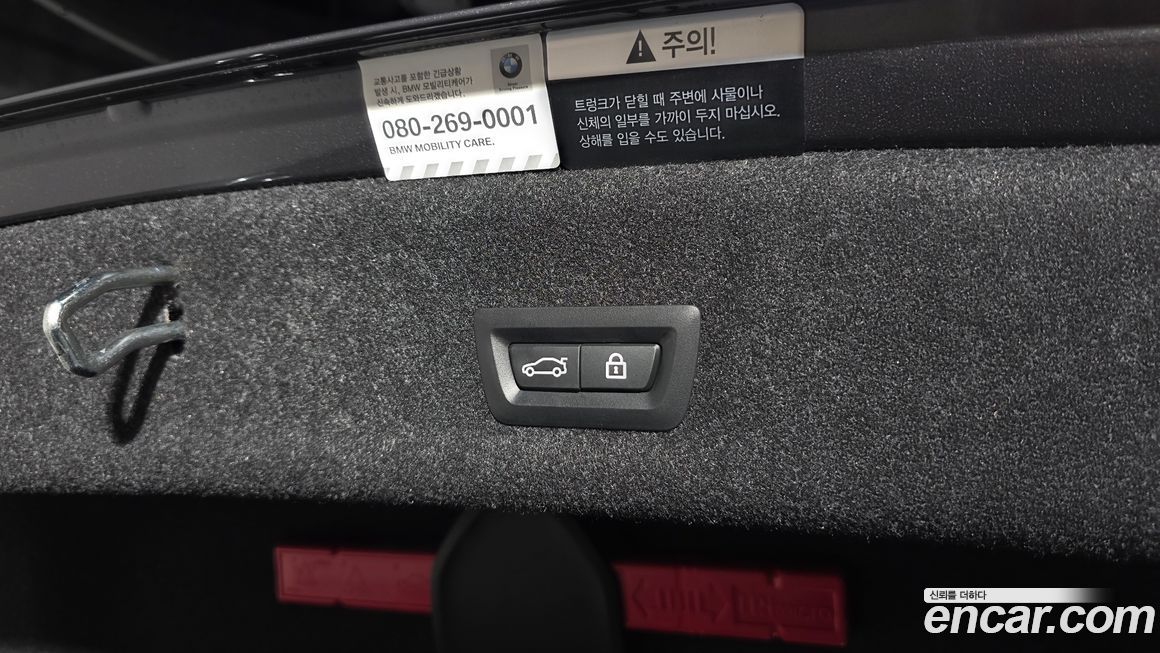 교통사고를 포함한 긴급상황
발생 시, BMW 모빌리티케어가
신속하게 도와드리겠습니다.
080-269-0001
BMW MOBILITY CARE.
주의!
트렁크가 닫힐 때 주변에 사물이나
신체의 일부를 가까이 두지 마십시오.
상해를 입을 수도 있습니다.
신뢰를 더하다
encar.com